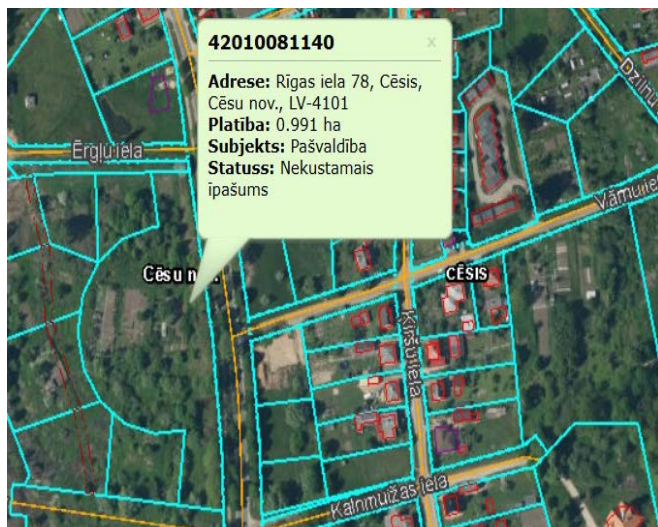 42010081140
x
Adrese: Rīgas iela 78, Cēsis,
Cēsu nov., LV-4101
Platība: 0.991 ha
Subjekts: Pašvaldība
Statuss: Nekustamais
īpašums
Ērgļu iela
Cēsu n
CĒSIS
Ķiršu iela
Kalnmuižas iela